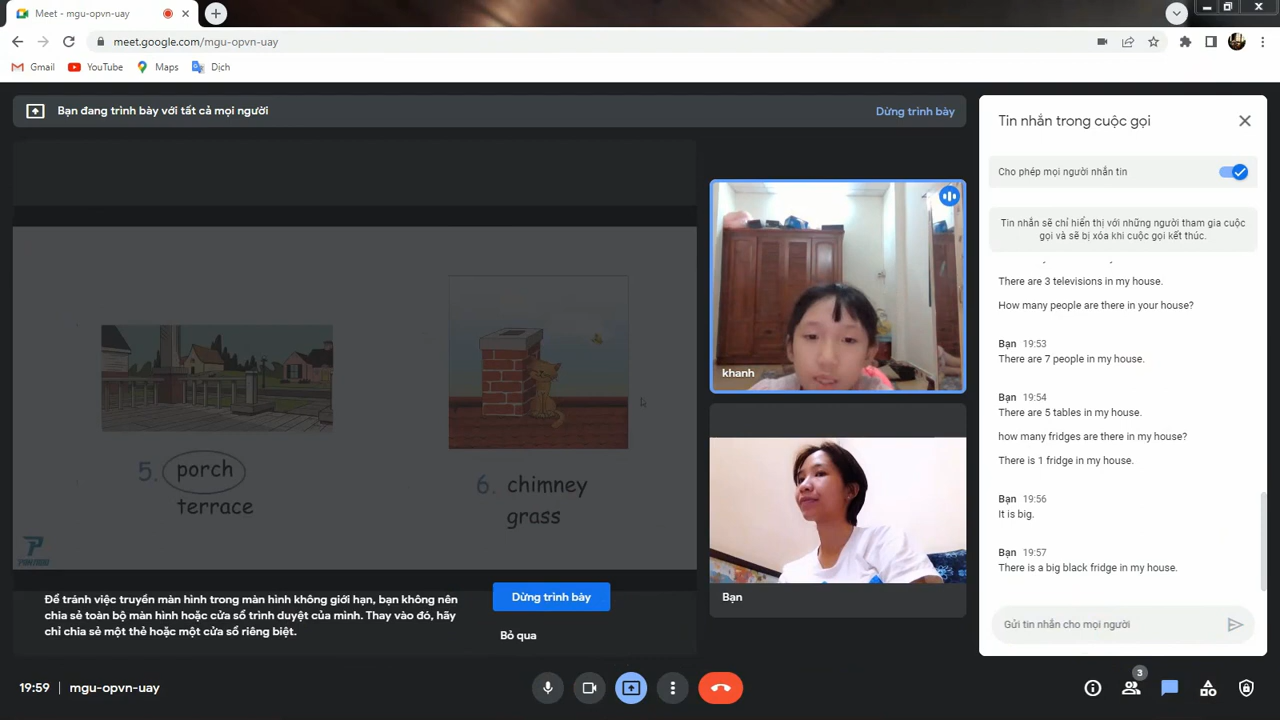 Meet - mgu-opvn-uay
meet.google.com/mgu-opvn-uay
Gmail
YouTube
Maps
Dịch
Bạn đang trình bày với tất cả mọi người
Dừng trình bày
5. porch
terrace
6. chimney
grass
Để tránh việc truyền màn hình trong màn hình không giới hạn, bạn không nên
chia sẻ toàn bộ màn hình hoặc cửa sổ trình duyệt của mình. Thay vào đó, hãy
chỉ chia sẻ một thẻ hoặc một cửa sổ riêng biệt.
Dừng trình bày
Bỏ qua
khanh
Bạn
Tin nhắn trong cuộc gọi
Cho phép mọi người nhắn tin
Tin nhắn sẽ chỉ hiển thị với những người tham gia cuộc
gọi và sẽ bị xóa khi cuộc gọi kết thúc.
There are 3 televisions in my house.
How many people are there in your house?
Bạn 19:53
There are 7 people in my house.
Bạn 19:54
There are 5 tables in my house.
how many fridges are there in my house?
There is 1 fridge in my house.
Bạn 19:56
It is big.
Bạn 19:57
There is a big black fridge in my house.
Gửi tin nhắn cho mọi người
19:59 | mgu-opvn-uay
3